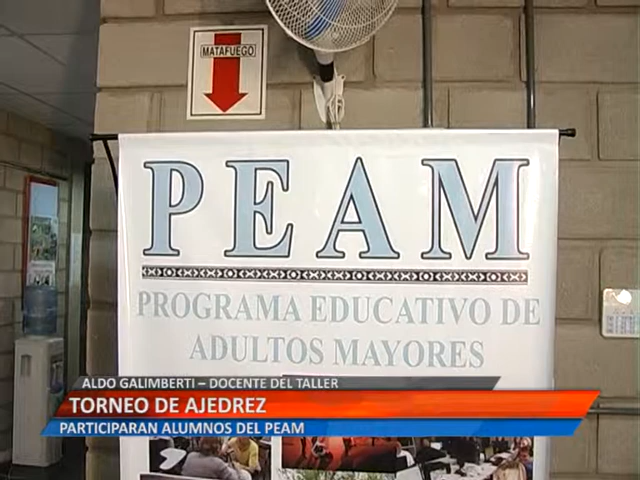 MATAFUEGO
PEAM
PROGRAMA EDUCATIVO DE
ADULTOS MAYORES
ALDO GALIMBERTI – DOCENTE DEL TALLER
TORNEO DE AJEDREZ
PARTICIPARAN ALUMNOS DEL PEAM